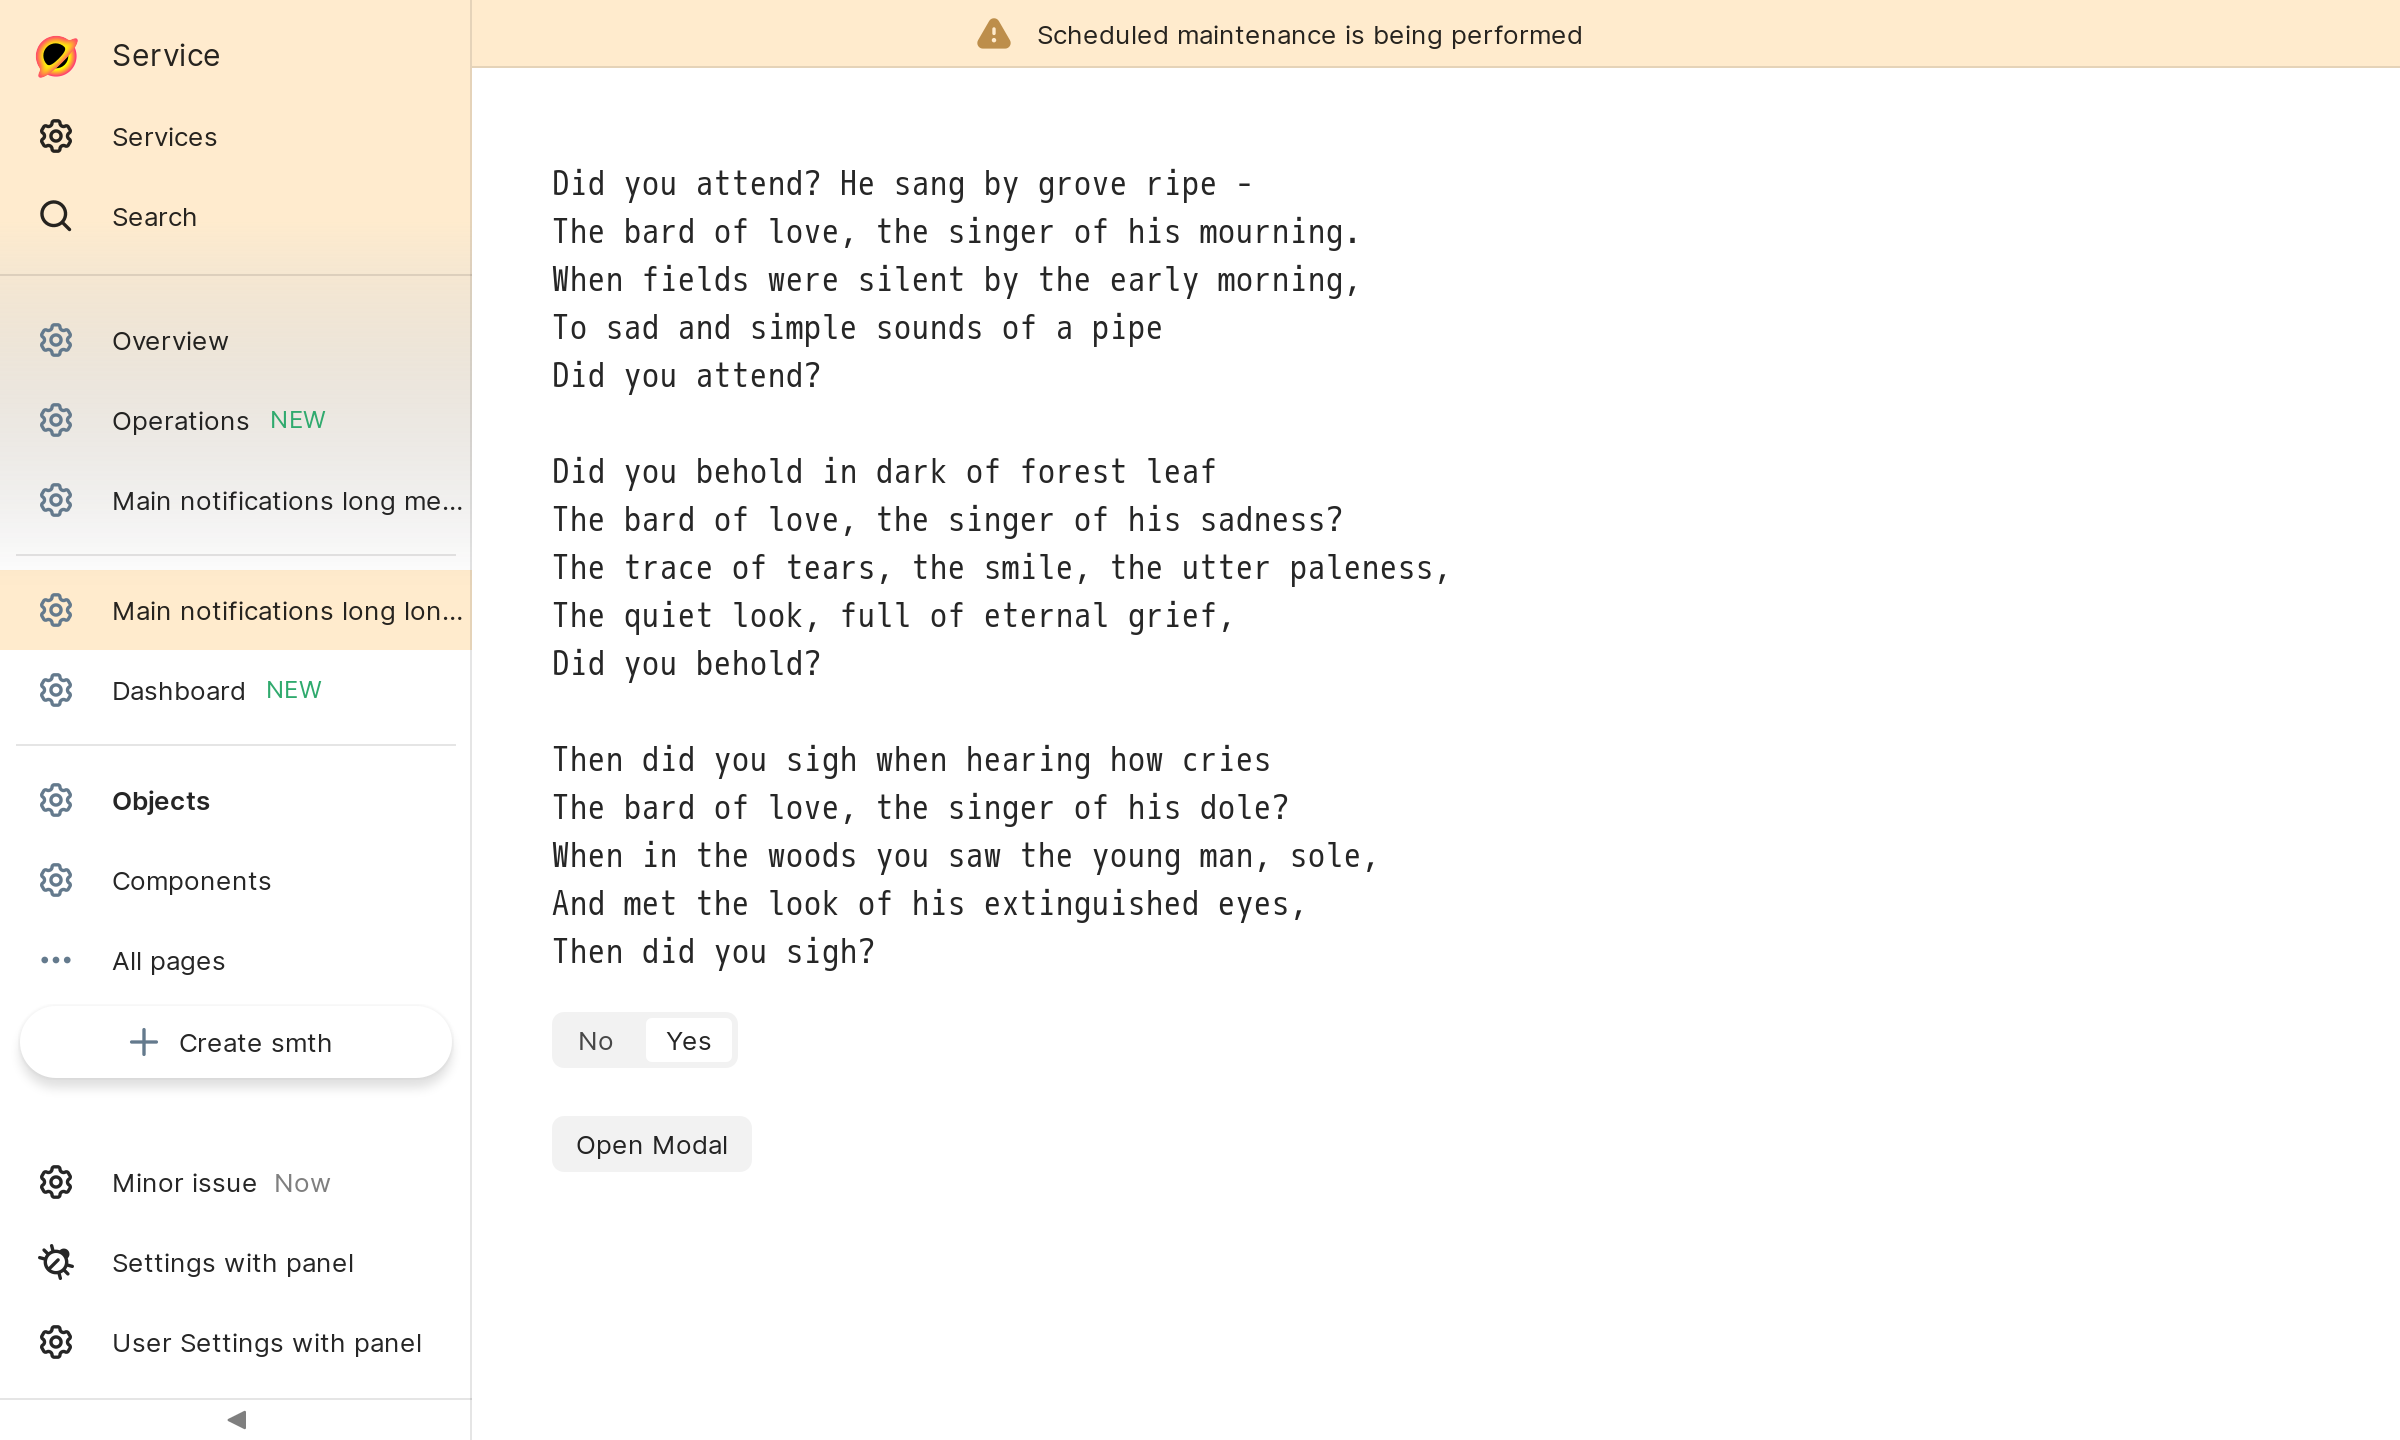 Service
Services
Search
Overview
Operations NEW
Main notifications long me...
Main notifications long lon...
Dashboard NEW
Objects
Components
All pages
Create smth
Minor issue Now
Settings with panel
User Settings with panel
Scheduled maintenance is being performed
Did you attend? He sang by grove ripe -
The bard of love, the singer of his mourning.
When fields were silent by the early morning,
To sad and simple sounds of a pipe
Did you attend?
Did you behold in dark of forest leaf
The bard of love, the singer of his sadness?
The trace of tears, the smile, the utter paleness,
The quiet look, full of eternal grief,
Did you behold?
Then did you sigh when hearing how cries
The bard of love, the singer of his dole?
When in the woods you saw the young man, sole,
And met the look of his extinguished eyes,
Then did you sigh?
No Yes
Open Modal